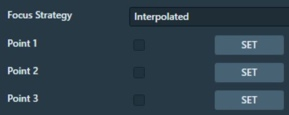 Focus Strategy Interpolated
Point 1 SET
Point 2 SET
Point 3 SET